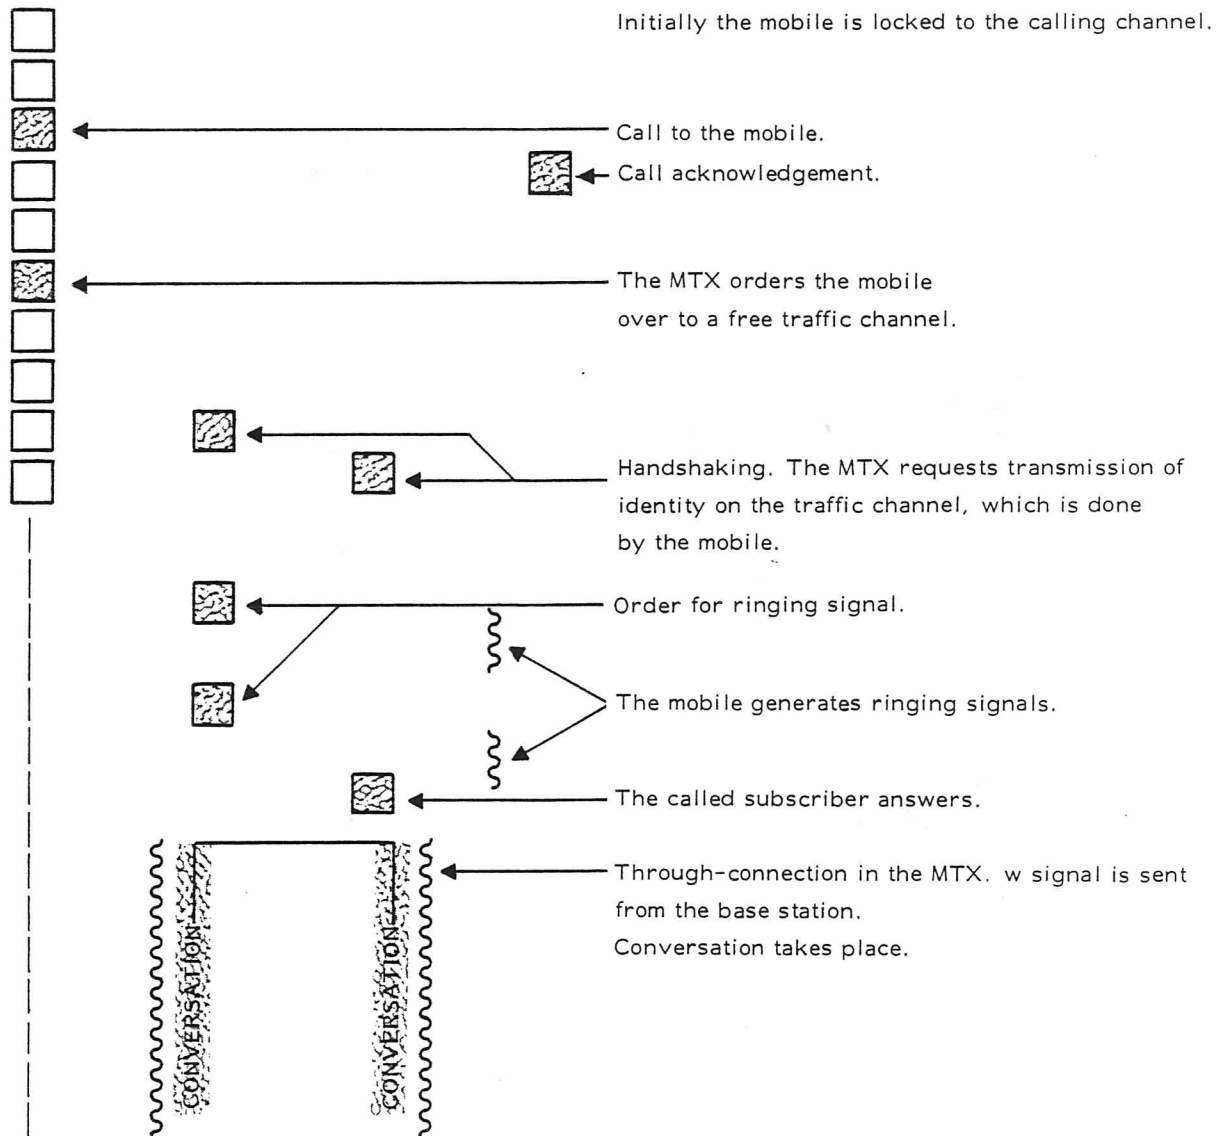 Initially the mobile is locked to the calling channel.
Call to the mobile.
Call acknowledgement.
The MTX orders the mobile
over to a free traffic channel.
Handshaking. The MTX requests transmission of
identity on the traffic channel, which is done
by the mobile.
Order for ringing signal.
The mobile generates ringing signals.
The called subscriber answers.
Through-connection in the MTX. w signal is sent
from the base station.
Conversation takes place.
CONVERSATION
CONVERSATION